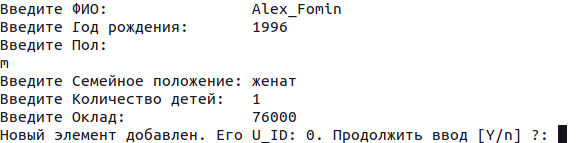 Введите ФИО: Alex_Fomin
Введите Год рождения: 1996
Введите Пол:
m
Введите Семейное положение: женат
Введите Количество детей: 1
Введите Оклад: 76000
Новый элемент добавлен. Его U_ID: 0. Продолжить ввод [Y/n] ?: